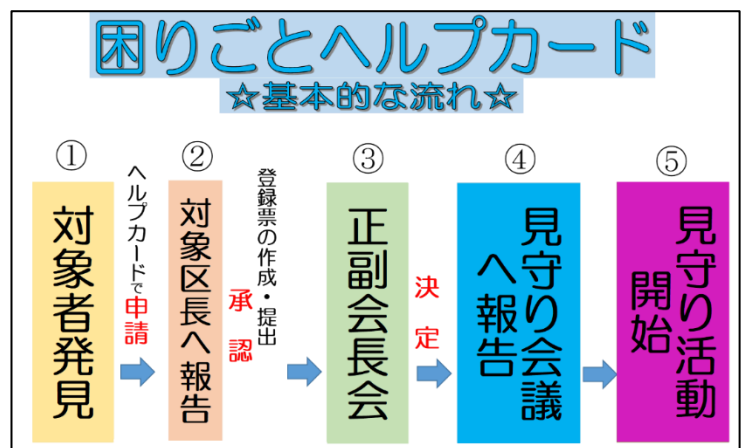 困りごとヘルプカード
☆基本的な流れ☆
①
対象者発見
ヘルプカードで申請
②
対象区長へ報告
登録票の作成・提出
承認
③
正副会長会
決定
④
見守り会議
へ報告
⑤
見守り活動
開始